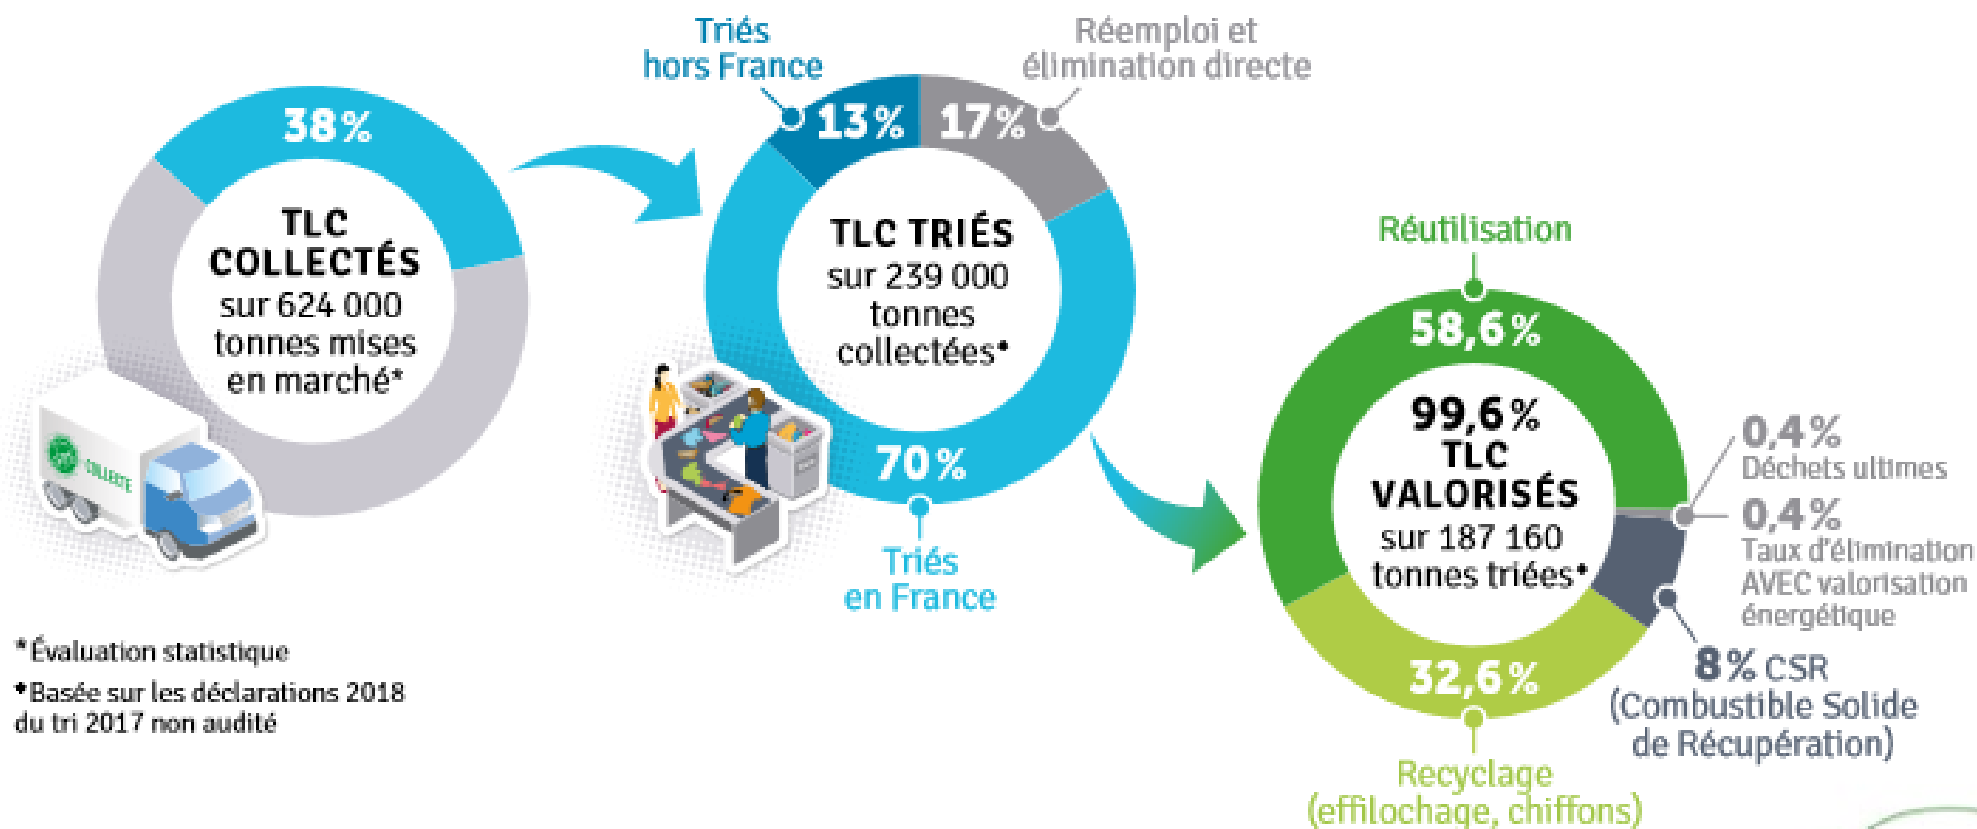 38%
TLC
COLLECTÉS
sur 624 000
tonnes mises
en marché*
COLLECTE
Triés
hors France
Réemploi et
élimination directe
13%
17%
TLC TRIÉS
sur 239 000
tonnes
collectées*
70%
Triés
en France
Réutilisation
58,6%
99,6%
TLC
VALORISÉS
sur 187 160
tonnes triées*
0,4%
Déchets ultimes
0,4%
Taux d'élimination
AVEC valorisation
énergétique
8% CSR
(Combustible Solide
de Récupération)
32,6%
Recyclage
(effilochage, chiffons)
*Évaluation statistique
*Basée sur les déclarations 2018
du tri 2017 non audité